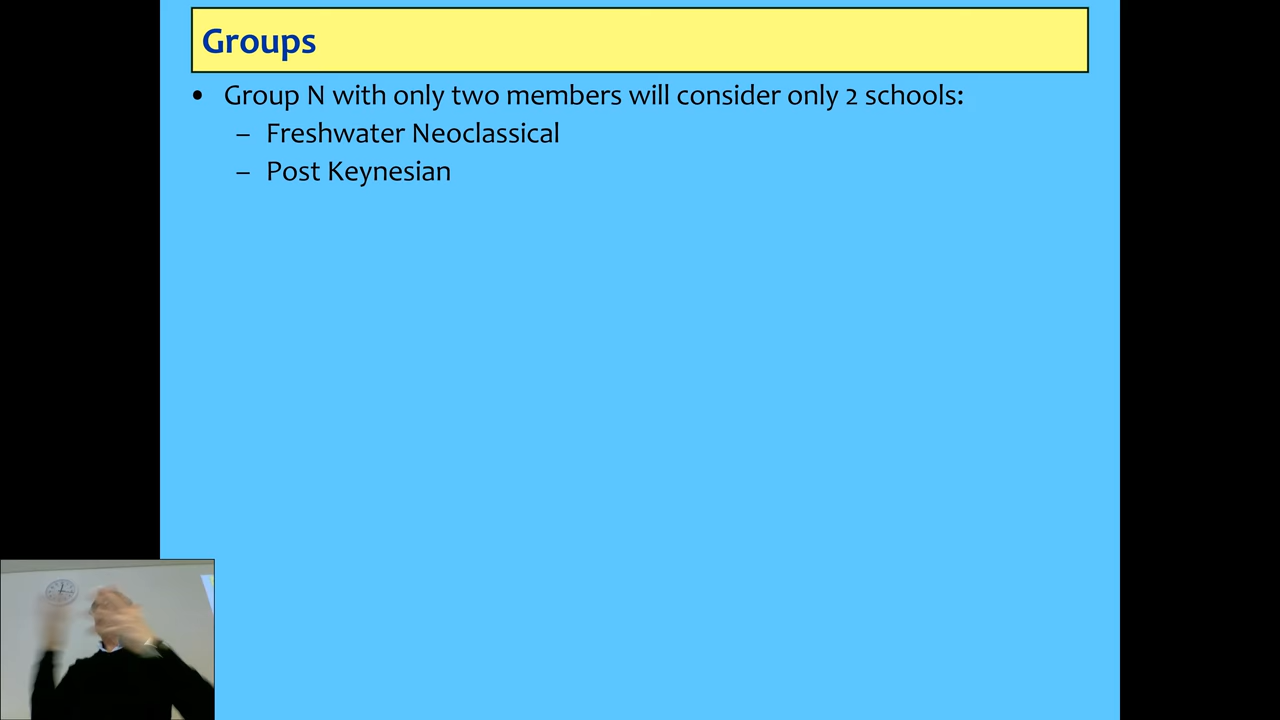 Groups
• Group N with only two members will consider only 2 schools:
– Freshwater Neoclassical
– Post Keynesian